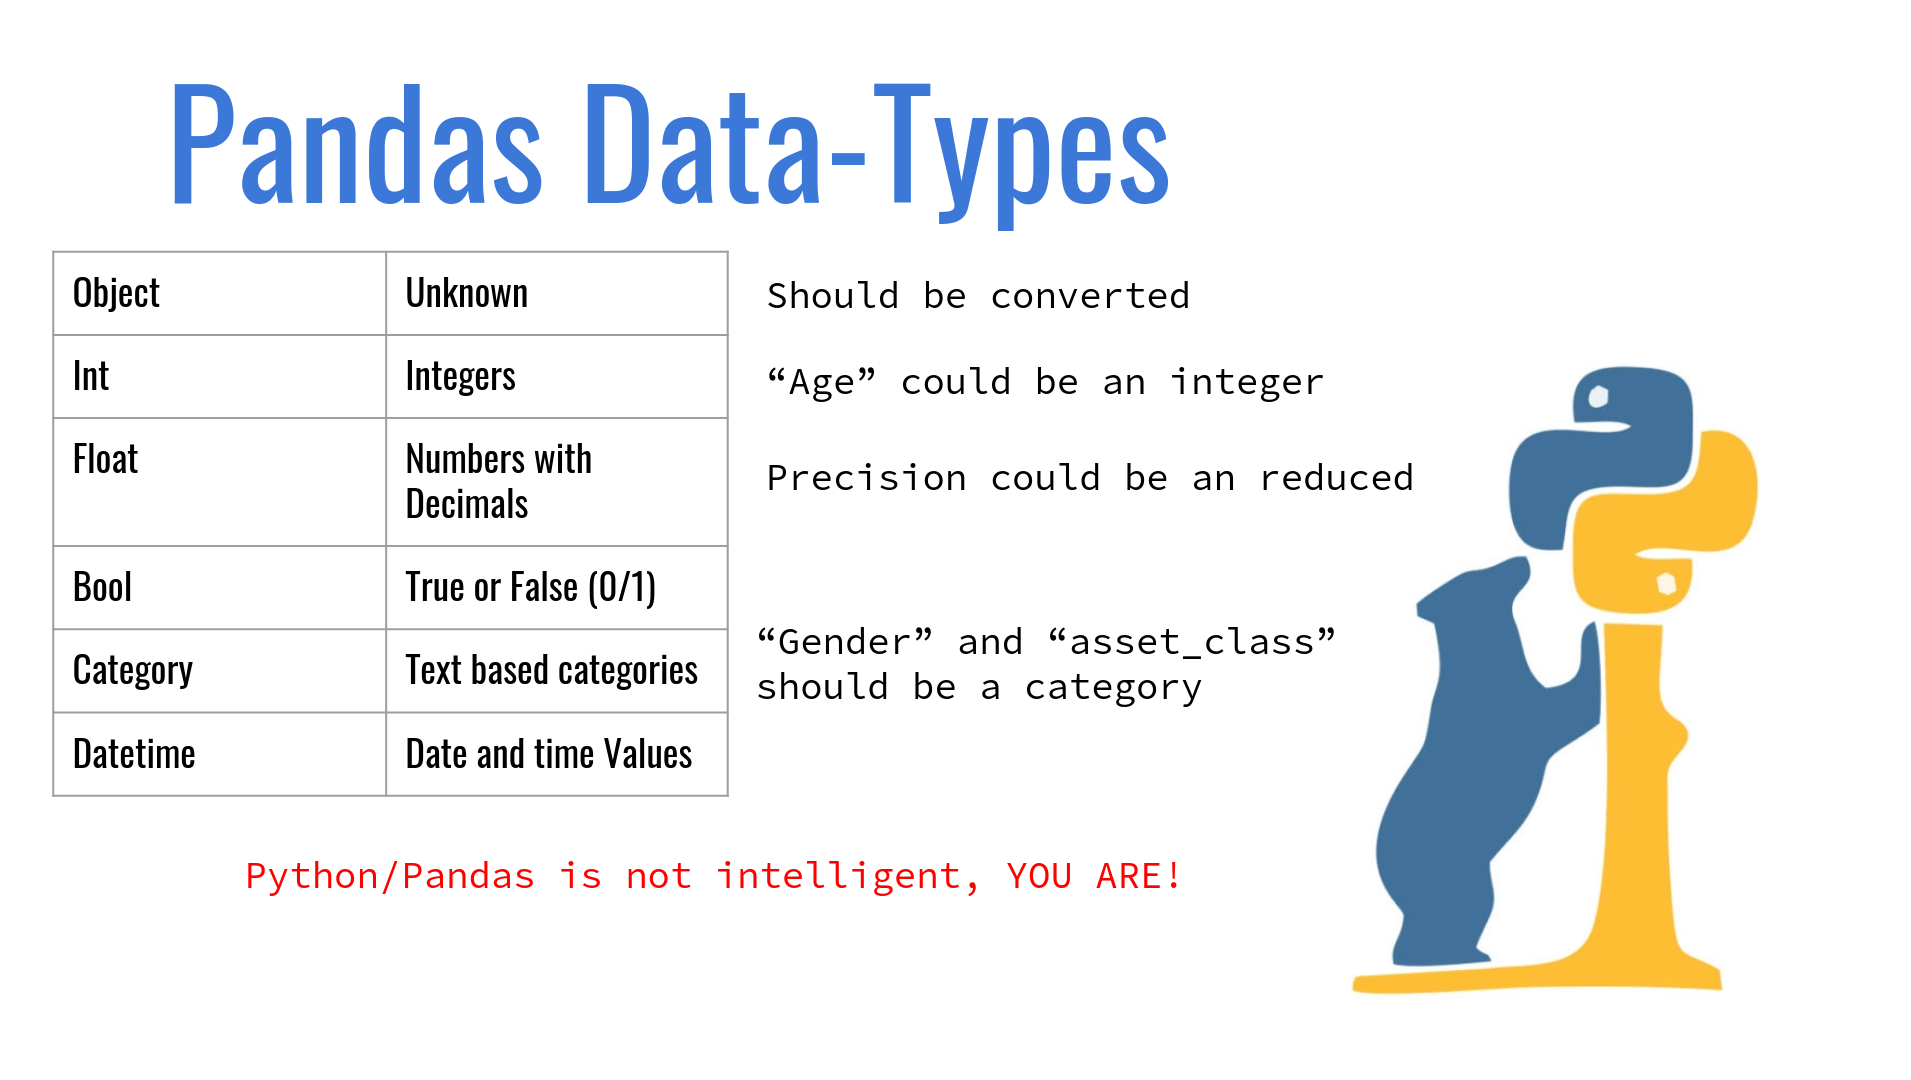 Pandas Data-Types
Object Unknown Should be converted
Int Integers “Age” could be an integer
Float Numbers with Precision could be an reduced
Decimals
Bool True or False (0/1)
Category Text based categories “Gender” and “asset_class”
should be a category
Datetime Date and time Values
Python/Pandas is not intelligent, YOU ARE!